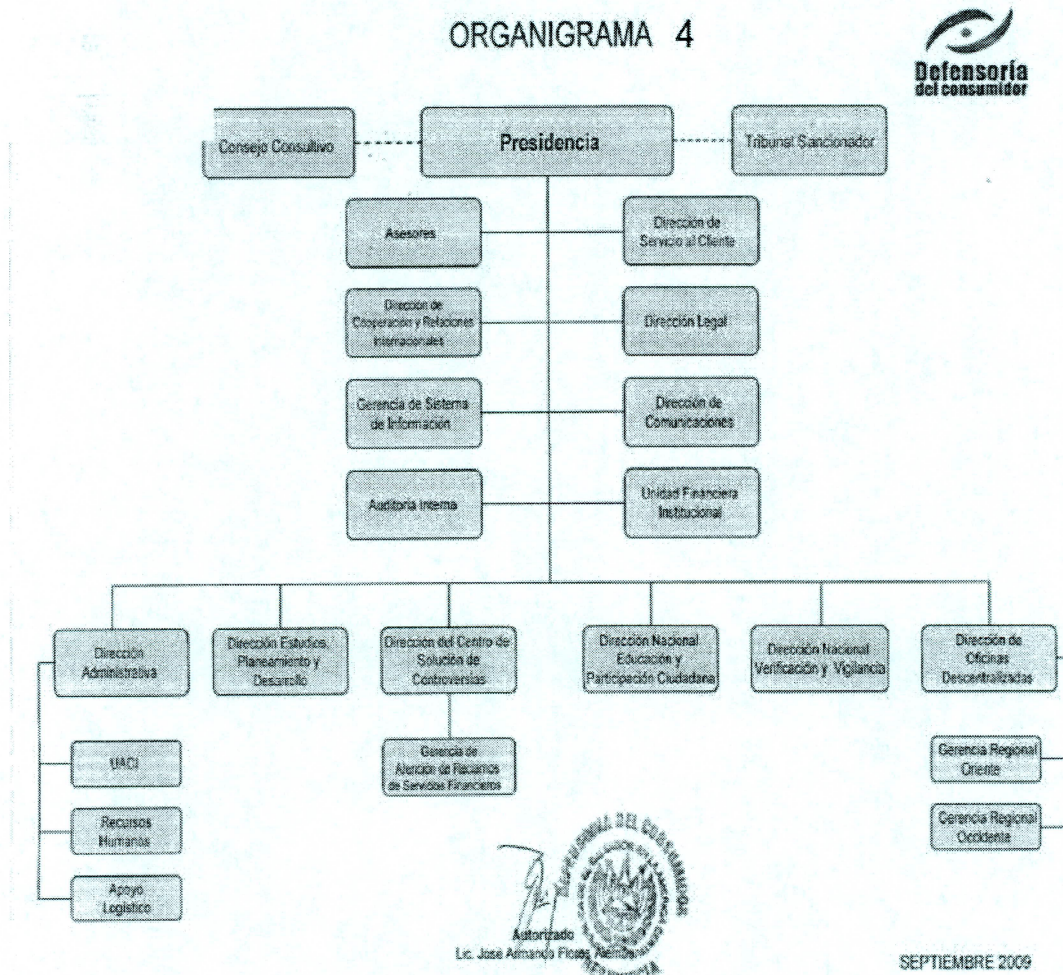 ORGANIGRAMA 4
Defensoría
del consumidor
Consejo Consultivo
Presidencia
Tribunal Sancionador
Asesores
Dirección de
Servicio al Cliente
Dirección de
Cooperación y Relaciones
Internacionales
Dirección Legal
Gerencia de Sistema
de Información
Dirección de
Comunicaciones
Auditoría Interna
Unidad Financiera
Institucional
Dirección
Administrativa
Dirección Estudios,
Planeamiento y
Desarrollo
Dirección del Centro de
Solución de
Controversias
Dirección Nacional
Educación y
Participación Ciudadana
Dirección Nacional
Verificación y Vigilancia
Dirección de
Oficinas
Descentralizadas
UACI
Recursos
Humanos
Apoyo
Logístico
Gerencia de
Atención de Reclamos
de Servicios Financieros
Gerencia Regional
Oriente
Gerencia Regional
Occidente
DEL CONSUMIDOR
Autorizado
Lic. José Armando Flores
SEPTIEMBRE 2009